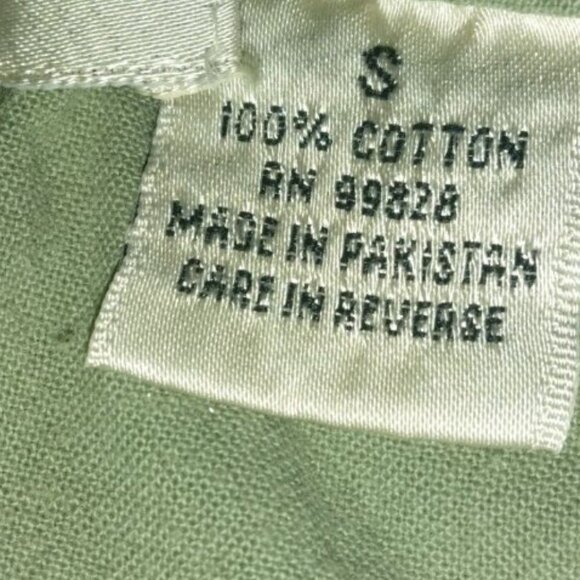 S
100% COTTON
RN 99828
MADE IN PAKISTAN
CARE IN REVERSE